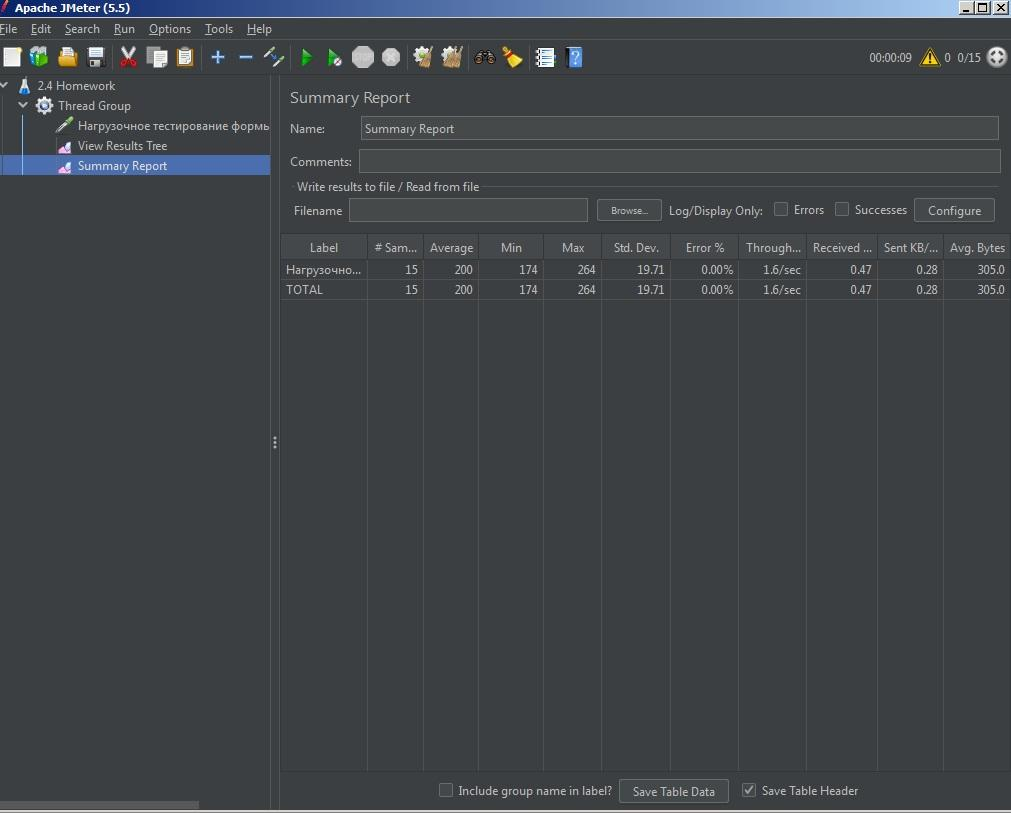 Apache JMeter (5.5)
File Edit Search Run Options Tools Help
STOP 00:00:09 0 0/15
2.4 Homework
Thread Group
Нагрузочное тестирование формы
View Results Tree
Summary Report
Summary Report
Name: Summary Report
Comments:
Write results to file / Read from file
Filename Browse... Log/Display Only: Errors Successes Configure
Label # Sam... Average Min Max Std. Dev. Error % Through... Received ... Sent KB/... Avg. Bytes
Нагрузочно... 15 200 174 264 19.71 0.00% 1.6/sec 0.47 0.28 305.0
TOTAL 15 200 174 264 19.71 0.00% 1.6/sec 0.47 0.28 305.0
Include group name in label? Save Table Data Save Table Header